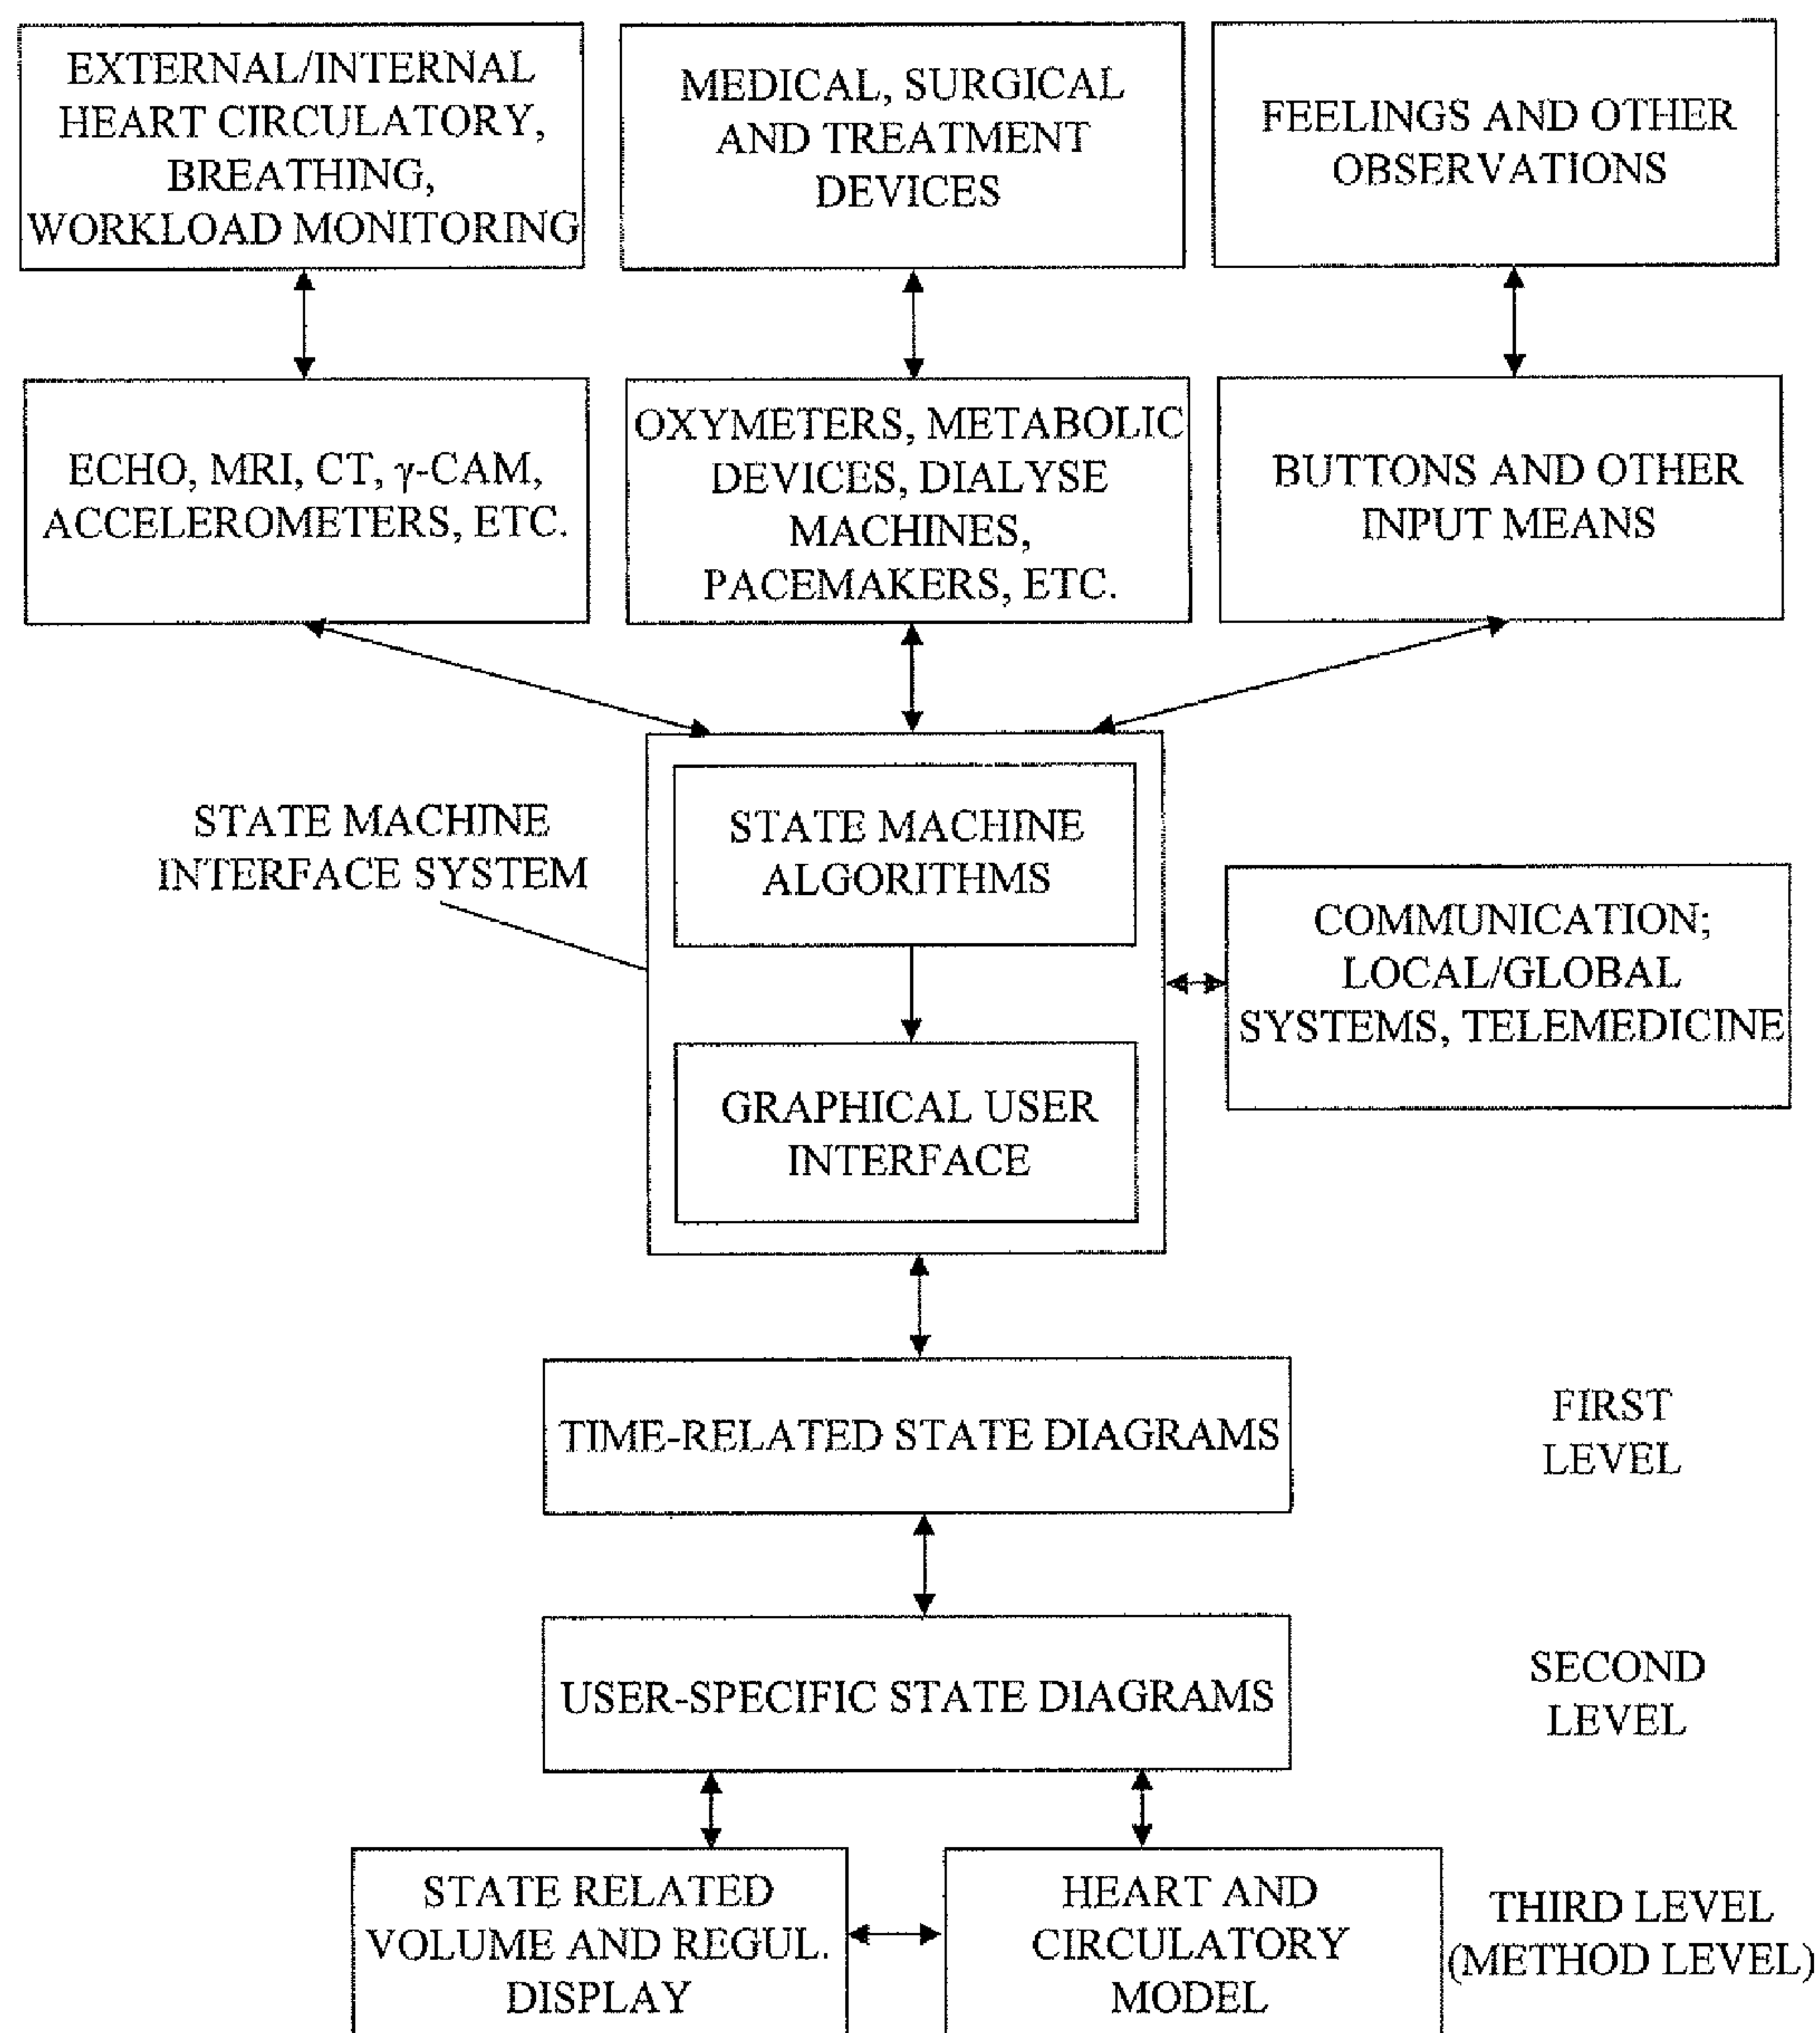 EXTERNAL/INTERNAL
HEART CIRCULATORY,
BREATHING,
WORKLOAD MONITORING
MEDICAL, SURGICAL
AND TREATMENT
DEVICES
FEELINGS AND OTHER
OBSERVATIONS
ECHO, MRI, CT, γ-CAM,
ACCELEROMETERS, ETC.
OXYMETERS, METABOLIC
DEVICES, DIALYSE
MACHINES,
PACEMAKERS, ETC.
BUTTONS AND OTHER
INPUT MEANS
STATE MACHINE
INTERFACE SYSTEM
STATE MACHINE
ALGORITHMS
COMMUNICATION;
LOCAL/GLOBAL
SYSTEMS, TELEMEDICINE
GRAPHICAL USER
INTERFACE
TIME-RELATED STATE DIAGRAMS
FIRST
LEVEL
USER-SPECIFIC STATE DIAGRAMS
SECOND
LEVEL
STATE RELATED
VOLUME AND REGUL.
DISPLAY
HEART AND
CIRCULATORY
MODEL
THIRD LEVEL
(METHOD LEVEL)